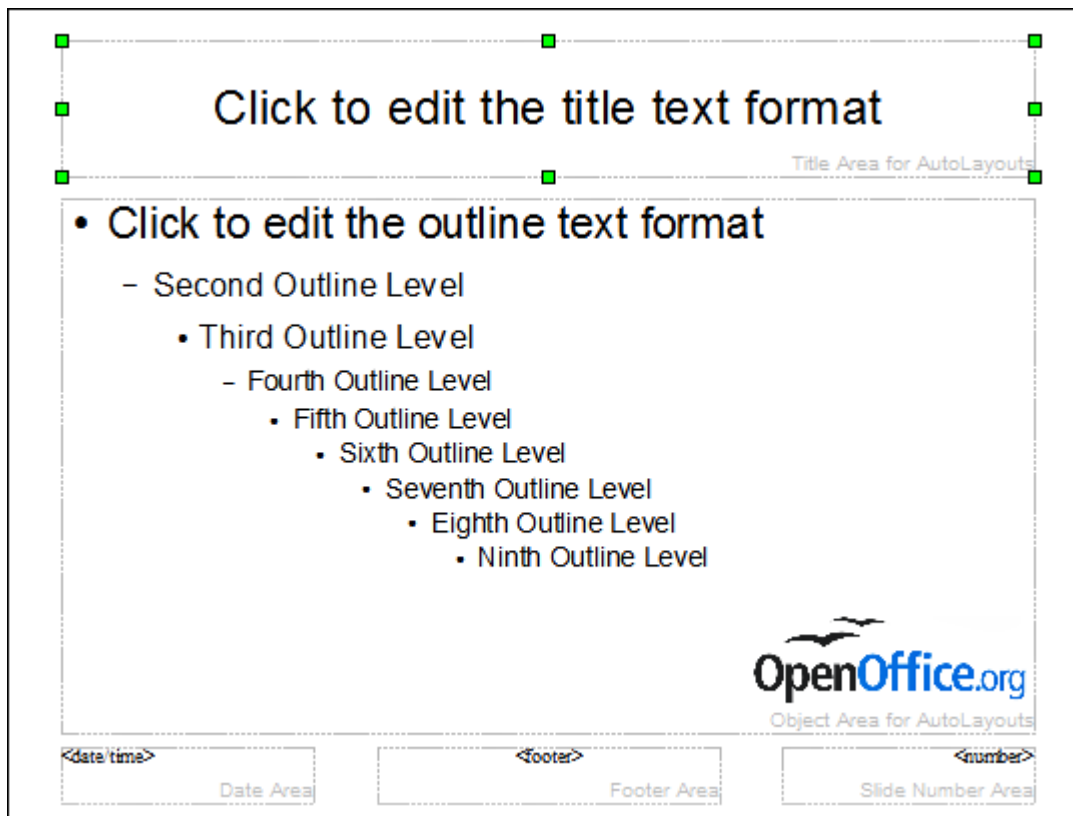 Click to edit the title text format
Title Area for AutoLayouts
• Click to edit the outline text format
– Second Outline Level
• Third Outline Level
– Fourth Outline Level
• Fifth Outline Level
• Sixth Outline Level
• Seventh Outline Level
• Eighth Outline Level
• Ninth Outline Level
OpenOffice.org
Object Area for AutoLayouts
<date/time>
Date Area
<footer>
Footer Area
<number>
Slide Number Area